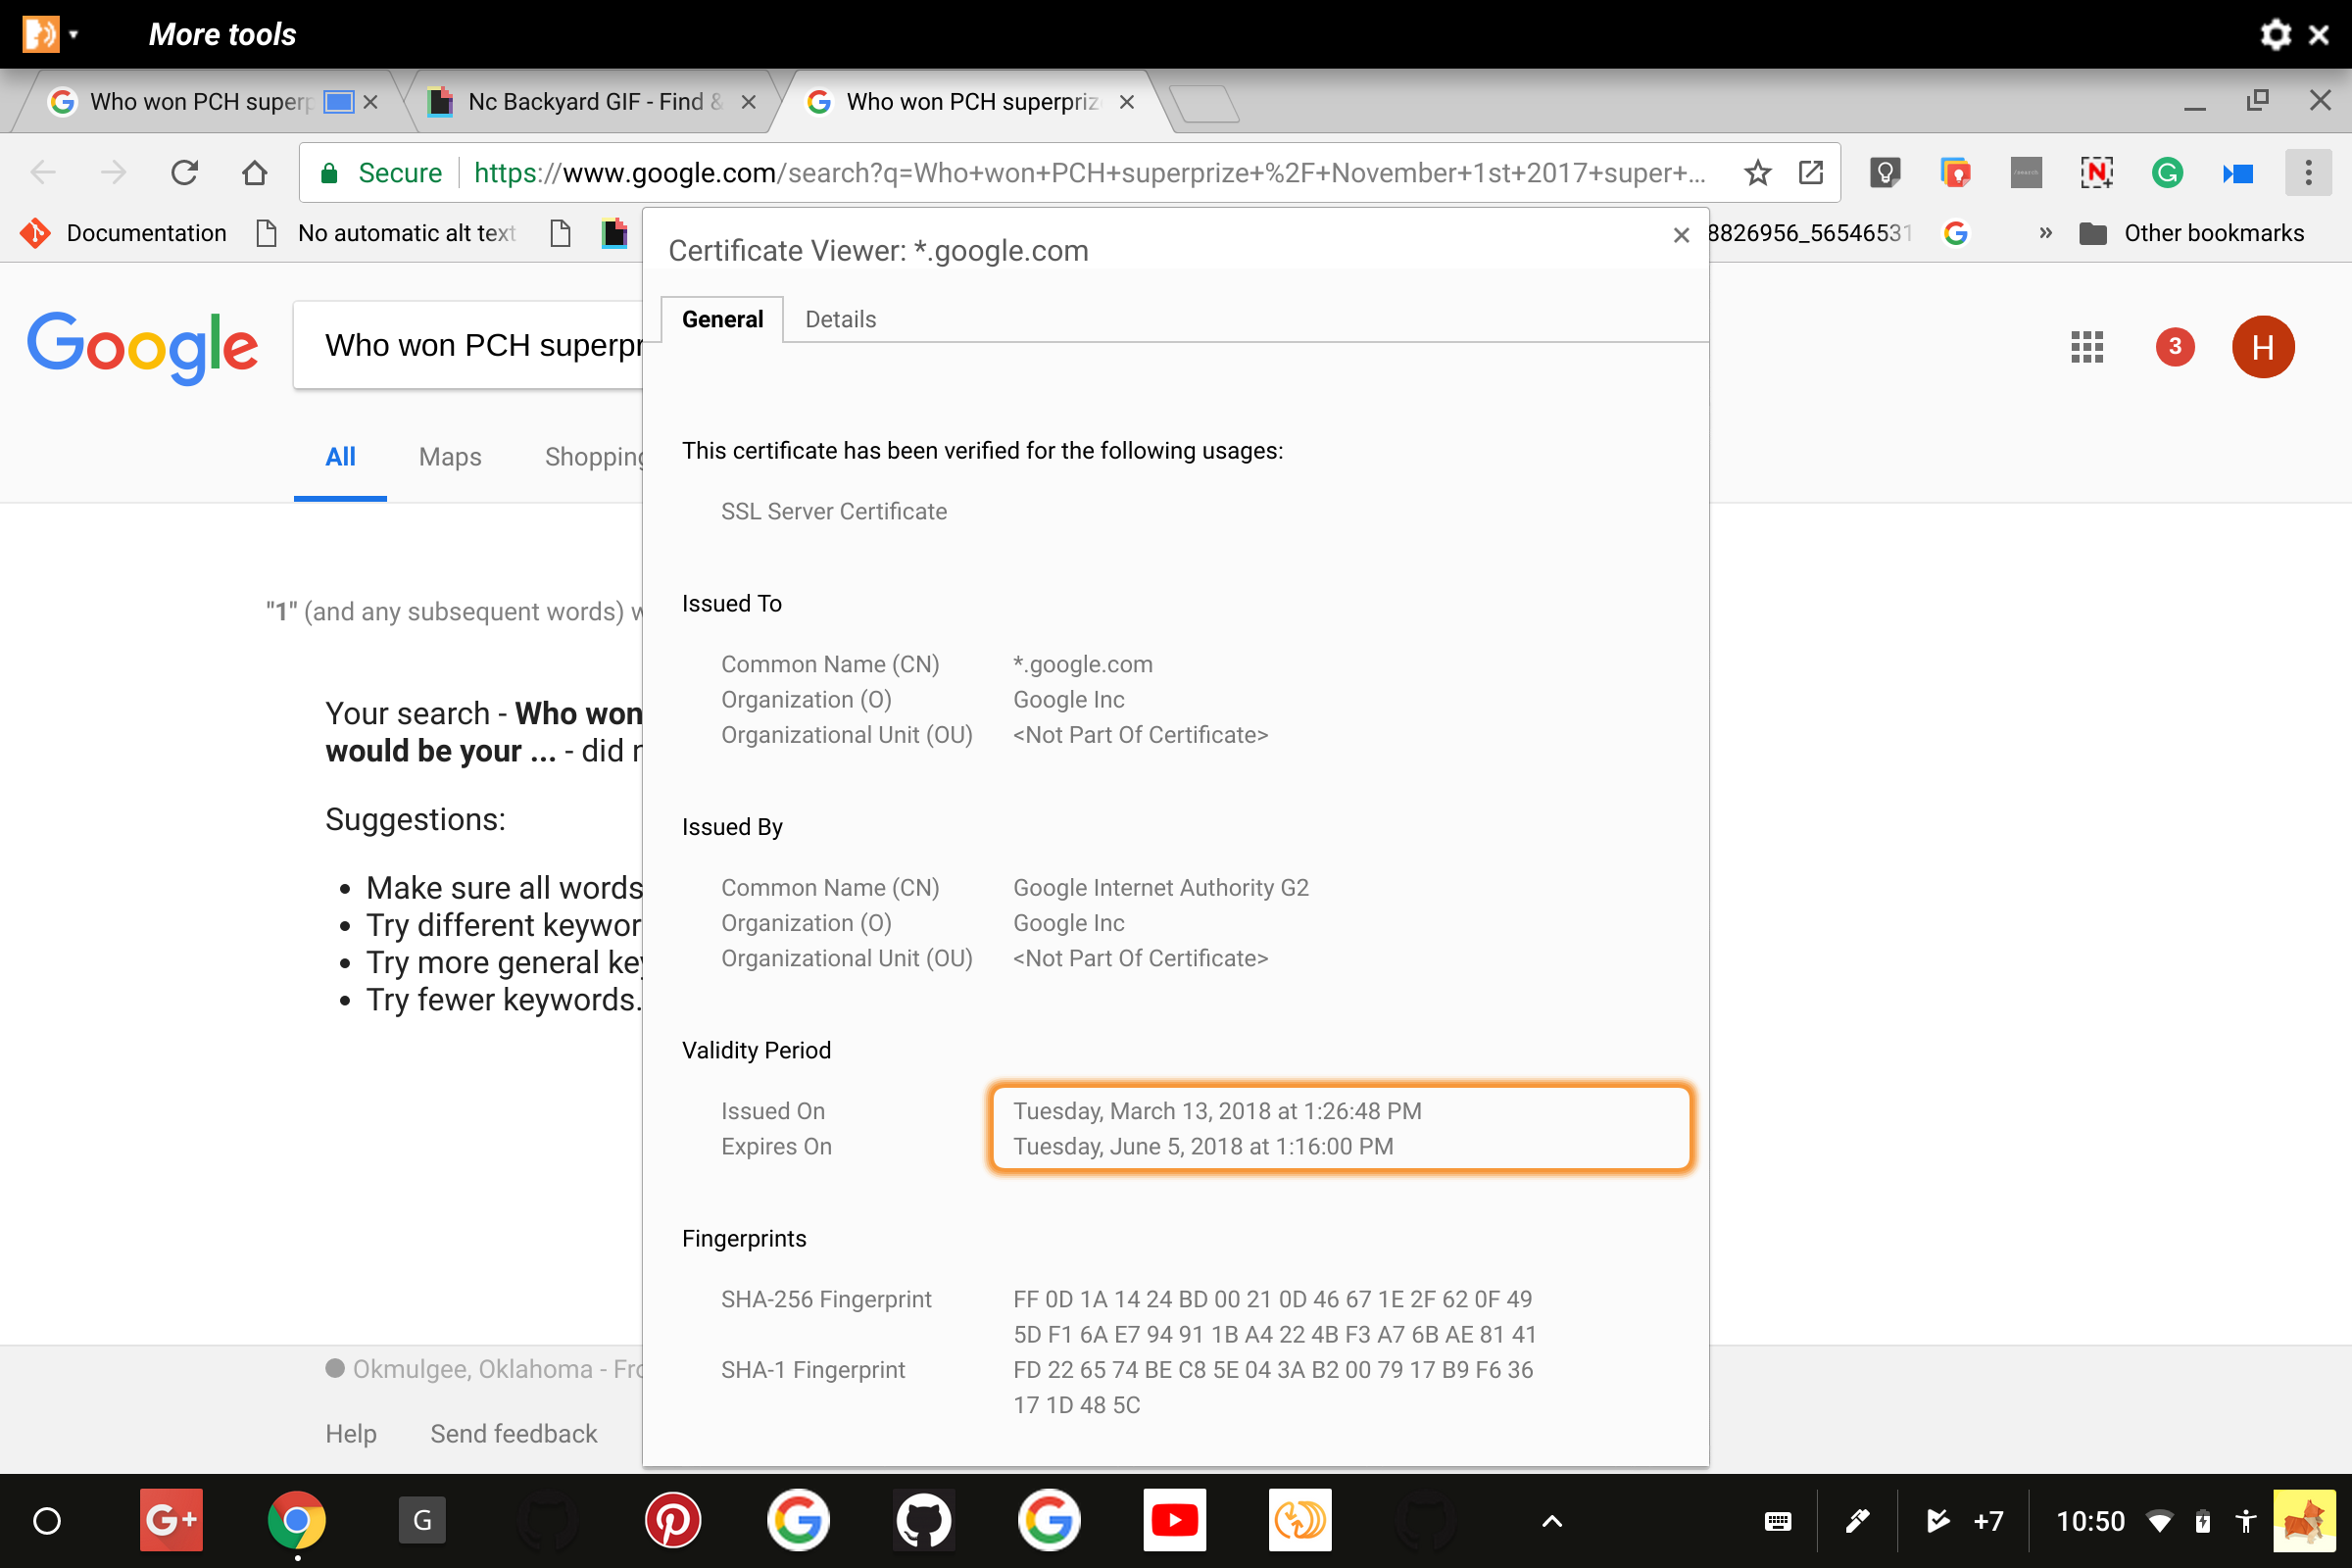 More tools
Who won PCH superp
Nc Backyard GIF - Find &
Who won PCH superprize
Secure https://www.google.com/search?q=Who+won+PCH+superprize+%2F+November+1st+2017+super+...
Documentation
No automatic alt text
8826956_56546531
»
Other bookmarks
Certificate Viewer: *.google.com
General Details
Google
Who won PCH superpr
3
H
All Maps Shopping
This certificate has been verified for the following usages:
SSL Server Certificate
"1" (and any subsequent words) w
Issued To
Common Name (CN) *.google.com
Organization (O) Google Inc
Organizational Unit (OU) <Not Part Of Certificate>
Your search - Who won
would be your ... - did n
Suggestions:
Make sure all words
Try different keywor
Try more general key
Try fewer keywords.
Issued By
Common Name (CN) Google Internet Authority G2
Organization (O) Google Inc
Organizational Unit (OU) <Not Part Of Certificate>
Validity Period
Issued On Tuesday, March 13, 2018 at 1:26:48 PM
Expires On Tuesday, June 5, 2018 at 1:16:00 PM
Fingerprints
SHA-256 Fingerprint FF 0D 1A 14 24 BD 00 21 0D 46 67 1E 2F 62 0F 49
5D F1 6A E7 94 91 1B A4 22 4B F3 A7 6B AE 81 41
SHA-1 Fingerprint FD 22 65 74 BE C8 5E 04 3A B2 00 79 17 B9 F6 36
17 1D 48 5C
Okmulgee, Oklahoma - Fro
Help Send feedback
G+
G
+7
10:50